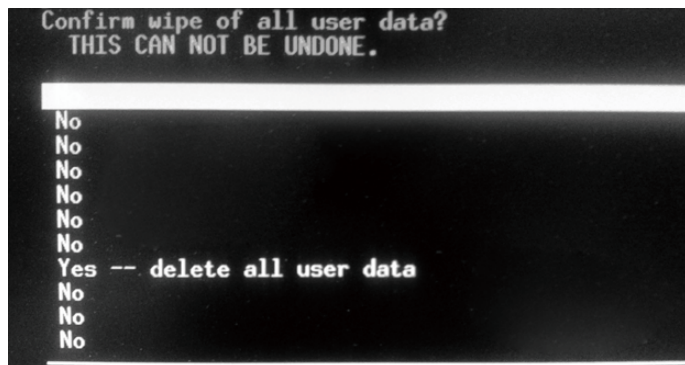 Confirm wipe of all user data?
THIS CAN NOT BE UNDONE.
No
No
No
No
No
No
Yes -- delete all user data
No
No
No